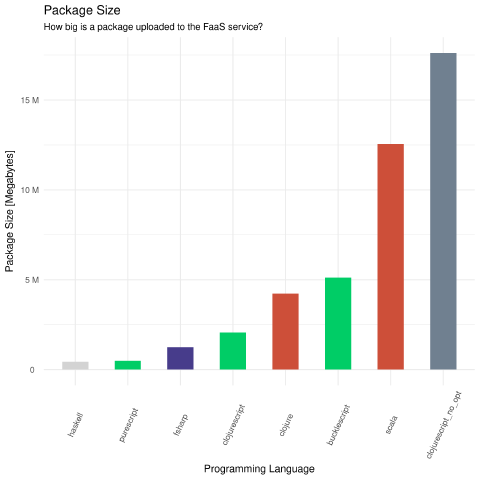 Package Size
How big is a package uploaded to the FaaS service?
Package Size [Megabytes]
15 M
10 M
5 M
0
haskell
purescript
fsharp
clojurescript
clojure
bucklescript
scala
clojurescript_no_opt
Programming Language